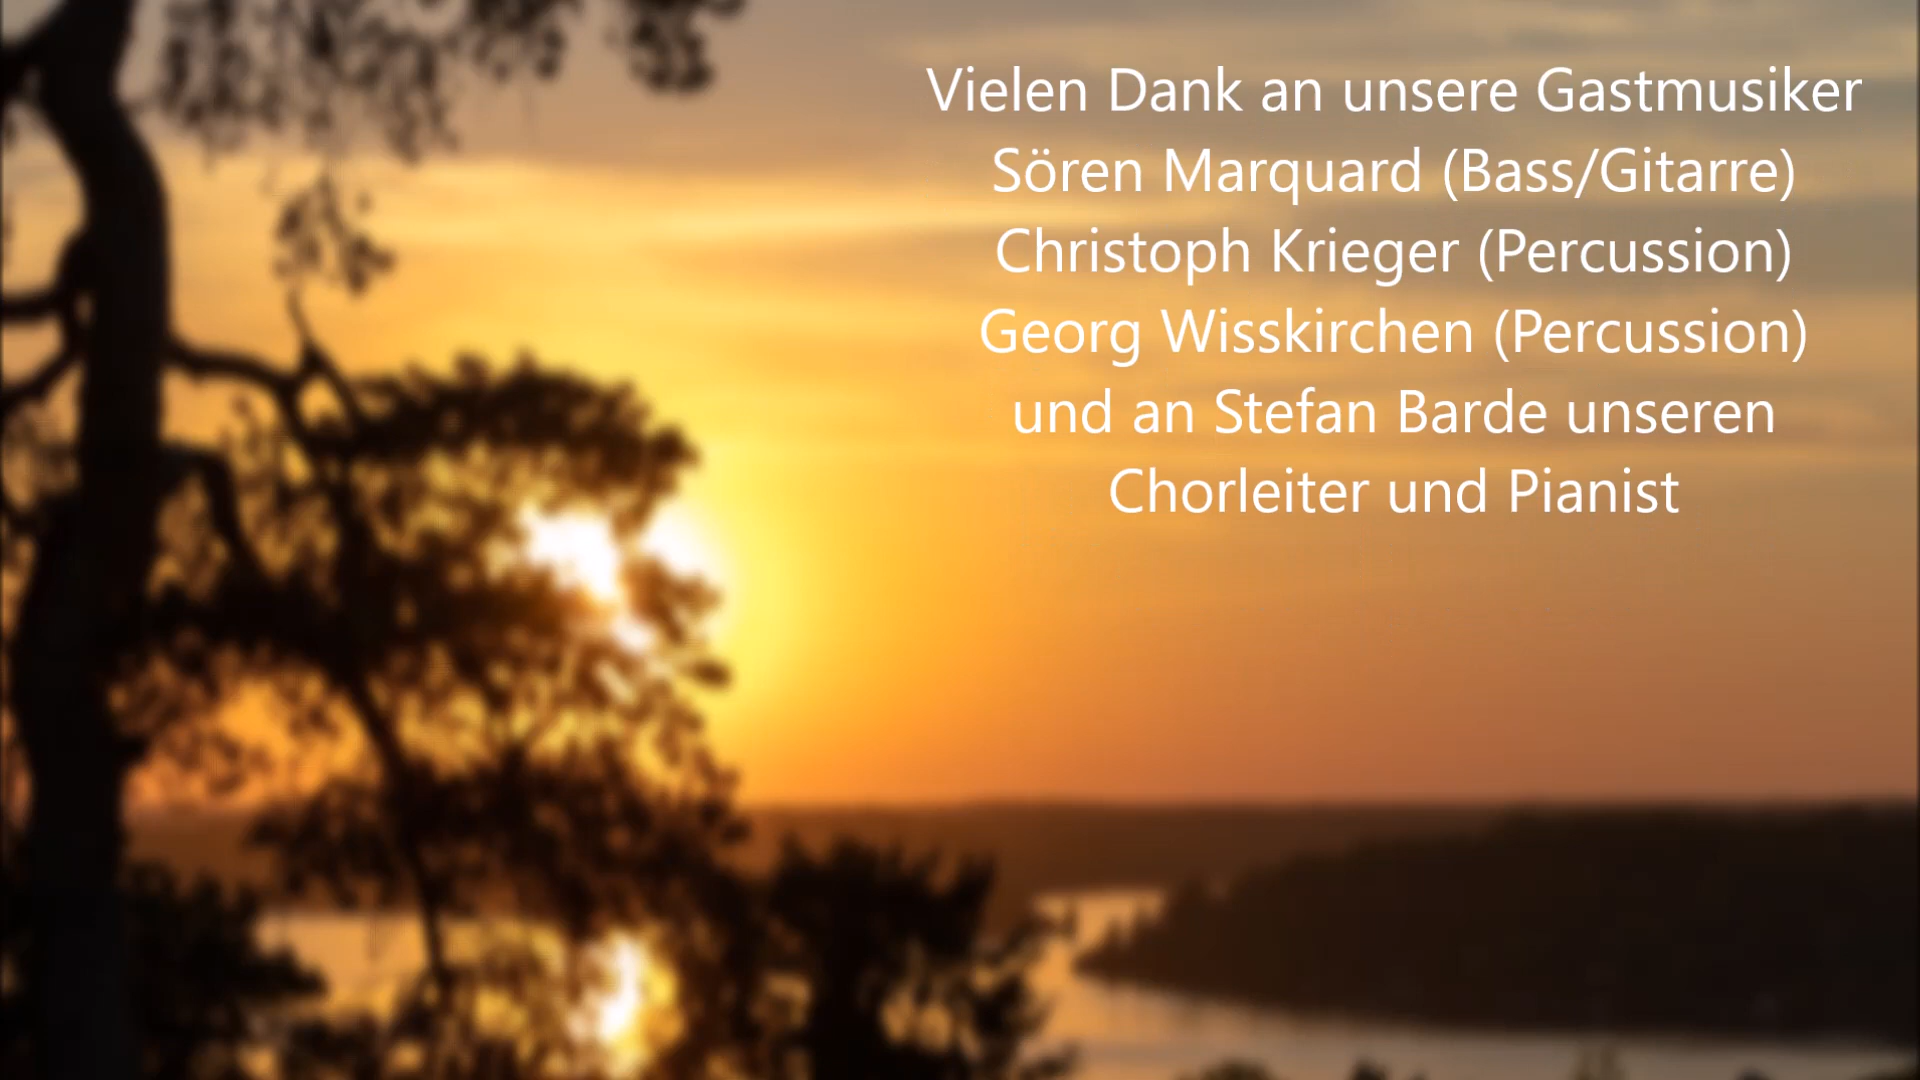 Vielen Dank an unsere Gastmusiker
Sören Marquard (Bass/Gitarre)
Christoph Krieger (Percussion)
Georg Wisskirchen (Percussion)
und an Stefan Barde unseren
Chorleiter und Pianist